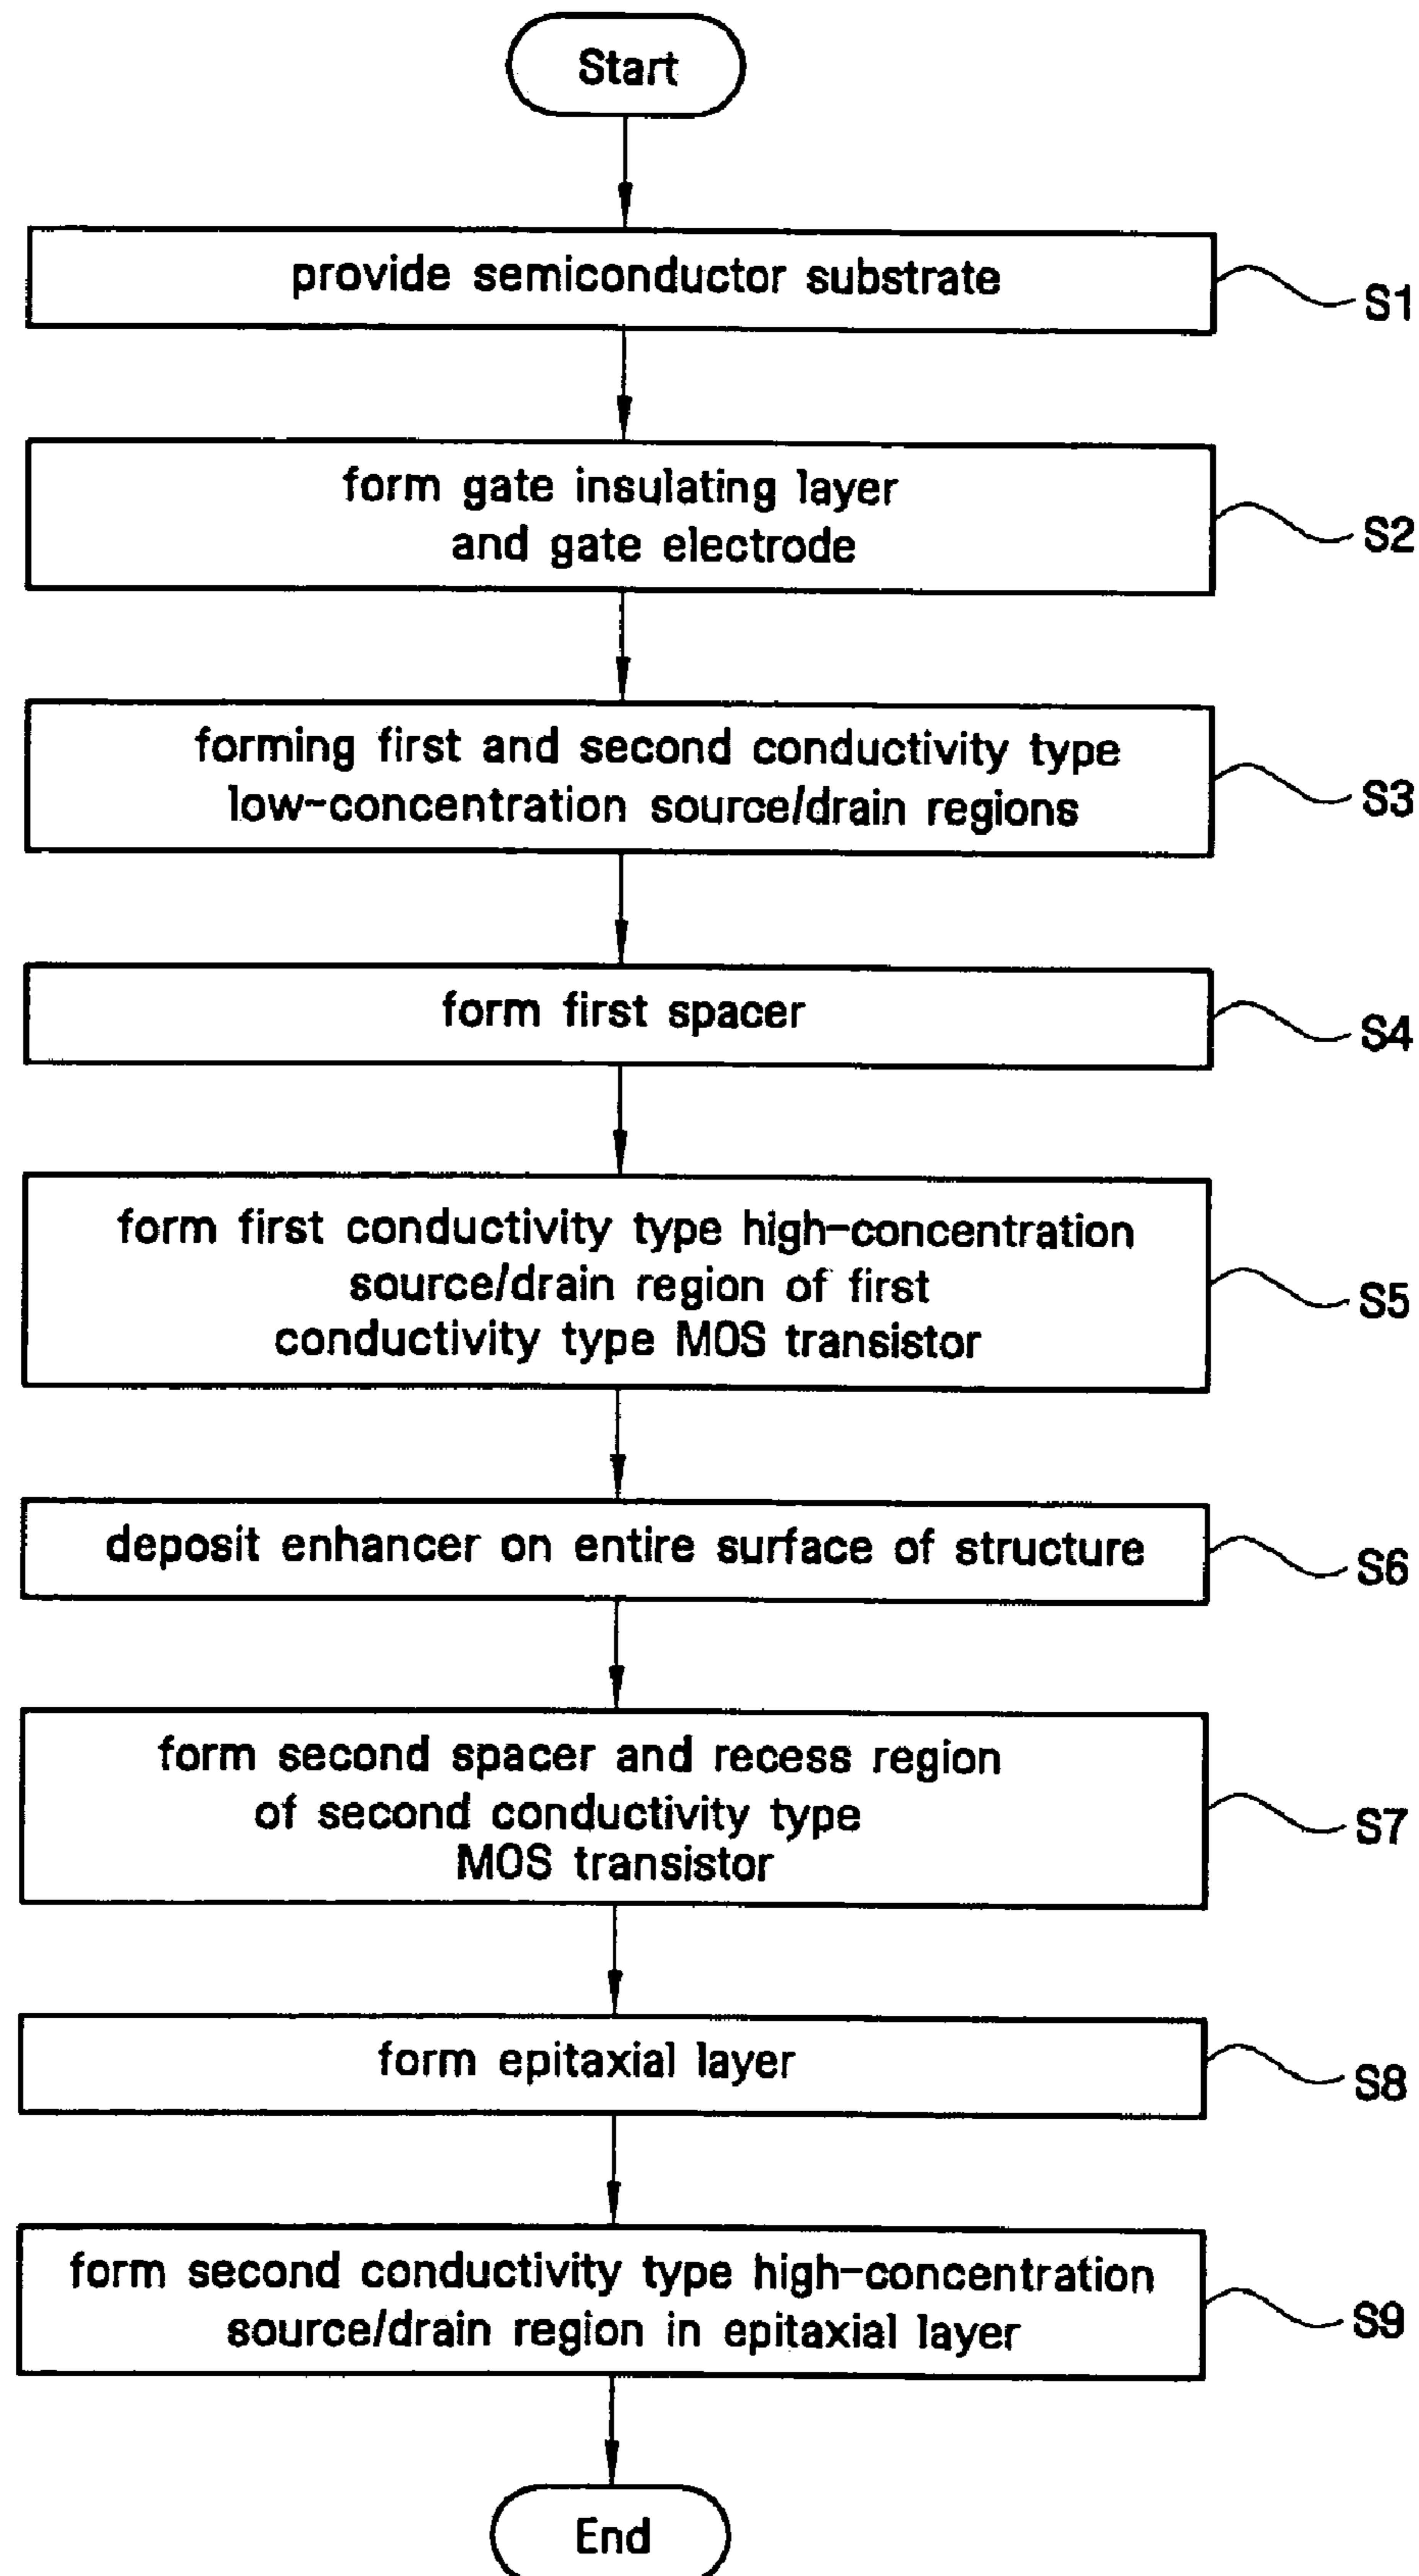 Start
provide semiconductor substrate
S1
form gate insulating layer
and gate electrode
S2
forming first and second conductivity type
low-concentration source/drain regions
S3
form first spacer
S4
form first conductivity type high-concentration
source/drain region of first
conductivity type MOS transistor
S5
deposit enhancer on entire surface of structure
S6
form second spacer and recess region
of second conductivity type
MOS transistor
S7
form epitaxial layer
S8
form second conductivity type high-concentration
source/drain region in epitaxial layer
S9
End